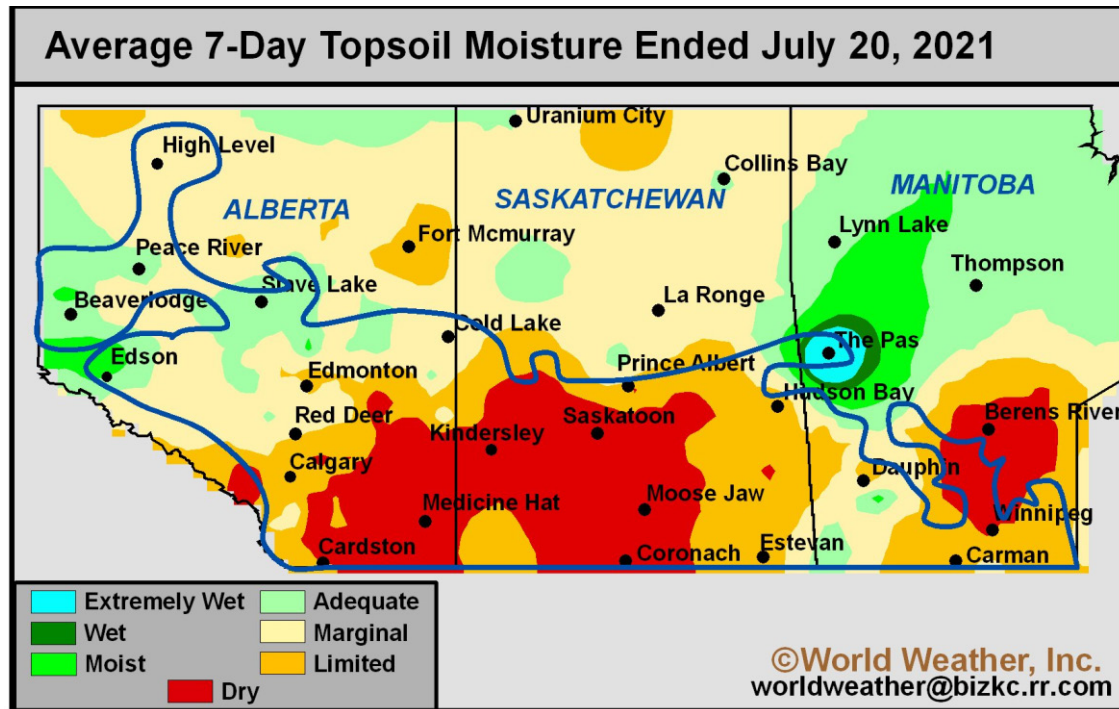 Average 7-Day Topsoil Moisture Ended July 20, 2021
Uranium City
High Level
Collins Bay
ALBERTA
SASKATCHEWAN
MANITOBA
Fort Mcmurray
Lynn Lake
Peace River
Thompson
Slave Lake
Beaverlodge
La Ronge
Cold Lake
The Pas
Edson
Edmonton
Prince Albert
Hudson Bay
Red Deer
Saskatoon
Berens River
Kindersley
Calgary
Dauphin
Medicine Hat
Moose Jaw
Winnipeg
Cardston
Coronach
Estevan
Carman
Extremely Wet
Adequate
Wet
Marginal
Moist
Limited
Dry
©World Weather, Inc.
worldweather@bizkc.rr.com